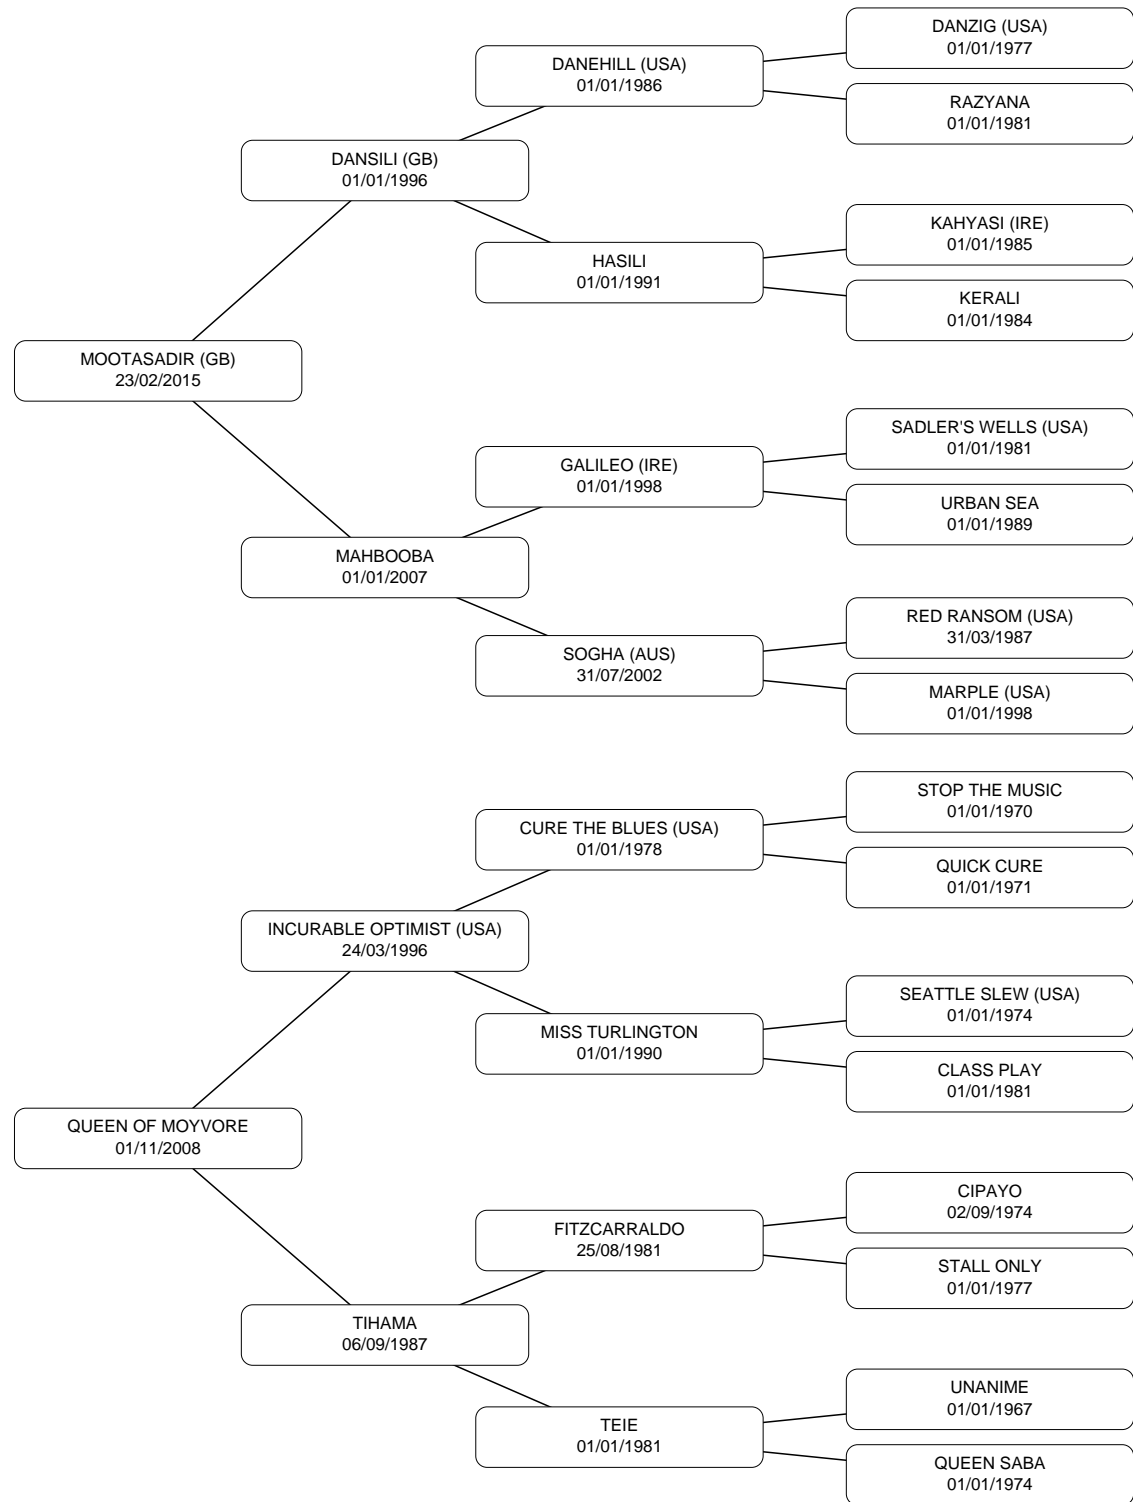 DANZIG (USA)
01/01/1977
DANEHILL (USA)
01/01/1986
RAZYANA
01/01/1981
DANSILI (GB)
01/01/1996
KAHYASI (IRE)
01/01/1985
HASILI
01/01/1991
KERALI
01/01/1984
MOOTASADIR (GB)
23/02/2015
SADLER'S WELLS (USA)
01/01/1981
GALILEO (IRE)
01/01/1998
URBAN SEA
01/01/1989
MAHBOOBA
01/01/2007
RED RANSOM (USA)
31/03/1987
SOGHA (AUS)
31/07/2002
MARPLE (USA)
01/01/1998
STOP THE MUSIC
01/01/1970
CURE THE BLUES (USA)
01/01/1978
QUICK CURE
01/01/1971
INCURABLE OPTIMIST (USA)
24/03/1996
SEATTLE SLEW (USA)
01/01/1974
MISS TURLINGTON
01/01/1990
CLASS PLAY
01/01/1981
QUEEN OF MOYVORE
01/11/2008
CIPAYO
02/09/1974
FITZCARRALDO
25/08/1981
STALL ONLY
01/01/1977
TIHAMA
06/09/1987
UNANIME
01/01/1967
TEIE
01/01/1981
QUEEN SABA
01/01/1974